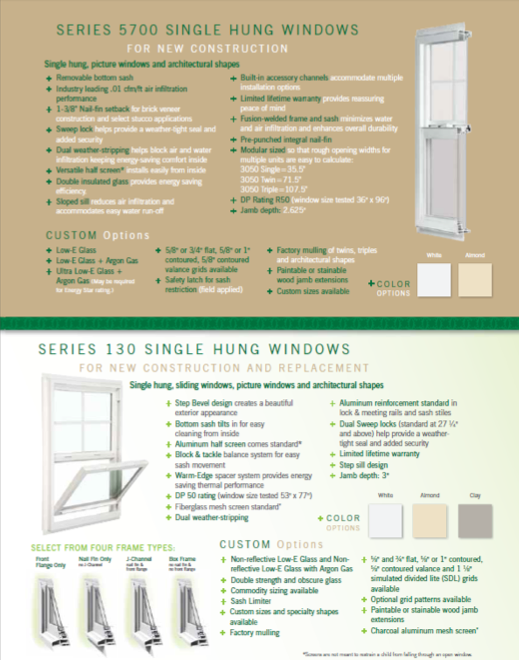 SERIES 5700 SINGLE HUNG WINDOWS
FOR NEW CONSTRUCTION
Single hung, picture windows and architectural shapes
+ Removable bottom sash
+ Industry leading .01 cfm/ft air infiltration
performance
+ 1-3/8" Nail-fin setback for brick veneer
construction and select stucco applications
+ Sweep lock helps provide a weather-tight seal and
added security
+ Dual weather-stripping helps block air and water
infiltration keeping energy-saving comfort inside
+ Versatile half screen* installs easily from inside
+ Double insulated glass provides energy saving
efficiency
+ Sloped sill reduces air infiltration and
accommodates easy water run-off
+ Built-in accessory channels accommodate multiple
installation options
+ Limited lifetime warranty provides reassuring
peace of mind
+ Fusion-welded frame and sash minimizes water
and air infiltration and enhances overall durability
+ Pre-punched integral nail-fin
+ Modular sized so that rough opening widths for
multiple units are easy to calculate:
3050 Single=35.5"
3050 Twin=71.5"
3050 Triple=107.5"
+ DP Rating R50 (window size tested 36" x 96")
+ Jamb depth: 2.625"
CUSTOM Options
+ Low-E Glass
+ Low-E Glass + Argon Gas
+ Ultra Low-E Glass +
Argon Gas (May be required
for Energy Star rating.)
+ 5/8" or 3/4" flat, 5/8" or 1"
contoured, 5/8" contoured
valance grids available
+ Safety latch for sash
restriction (field applied)
+ Factory mulling of twins, triples
and architectural shapes
+ Paintable or stainable
wood jamb extensions
+ Custom sizes available
+ COLOR
OPTIONS
White
Almond
SERIES 130 SINGLE HUNG WINDOWS
FOR NEW CONSTRUCTION AND REPLACEMENT
Single hung, sliding windows, picture windows and architectural shapes
+ Step Bevel design creates a beautiful
exterior appearance
+ Bottom sash tilts in for easy
cleaning from inside
+ Aluminum half screen comes standard*
+ Block & tackle balance system for easy
sash movement
+ Warm-Edge spacer system provides energy
saving thermal performance
+ DP 50 rating (window size tested 53" x 77")
+ Fiberglass mesh screen standard*
+ Dual weather-stripping
+ Aluminum reinforcement standard in
lock & meeting rails and sash stiles
+ Dual Sweep locks (standard at 27 ¼"
and above) help provide a weather-
tight seal and added security
+ Limited lifetime warranty
+ Step sill design
+ Jamb depth: 3"
+ COLOR
OPTIONS
White
Almond
Clay
SELECT FROM FOUR FRAME TYPES:
Front
Flange Only
Nail Fin Only
no J-Channel
J-Channel
nail fin &
front flange
Box Frame
no nail fin &
no front flange
CUSTOM Options
+ Non-reflective Low-E Glass and Non-
reflective Low-E Glass with Argon Gas
+ Double strength and obscure glass
+ Commodity sizing available
+ Sash Limiter
+ Custom sizes and specialty shapes
available
+ Factory mulling
+ ⅝" and ¾" flat, ⅝" or 1" contoured,
⅝" contoured valance and 1 ⅛"
simulated divided lite (SDL) grids
available
+ Optional grid patterns available
+ Paintable or stainable wood jamb
extensions
+ Charcoal aluminum mesh screen*
*Screens are not meant to restrain a child from falling through an open window.